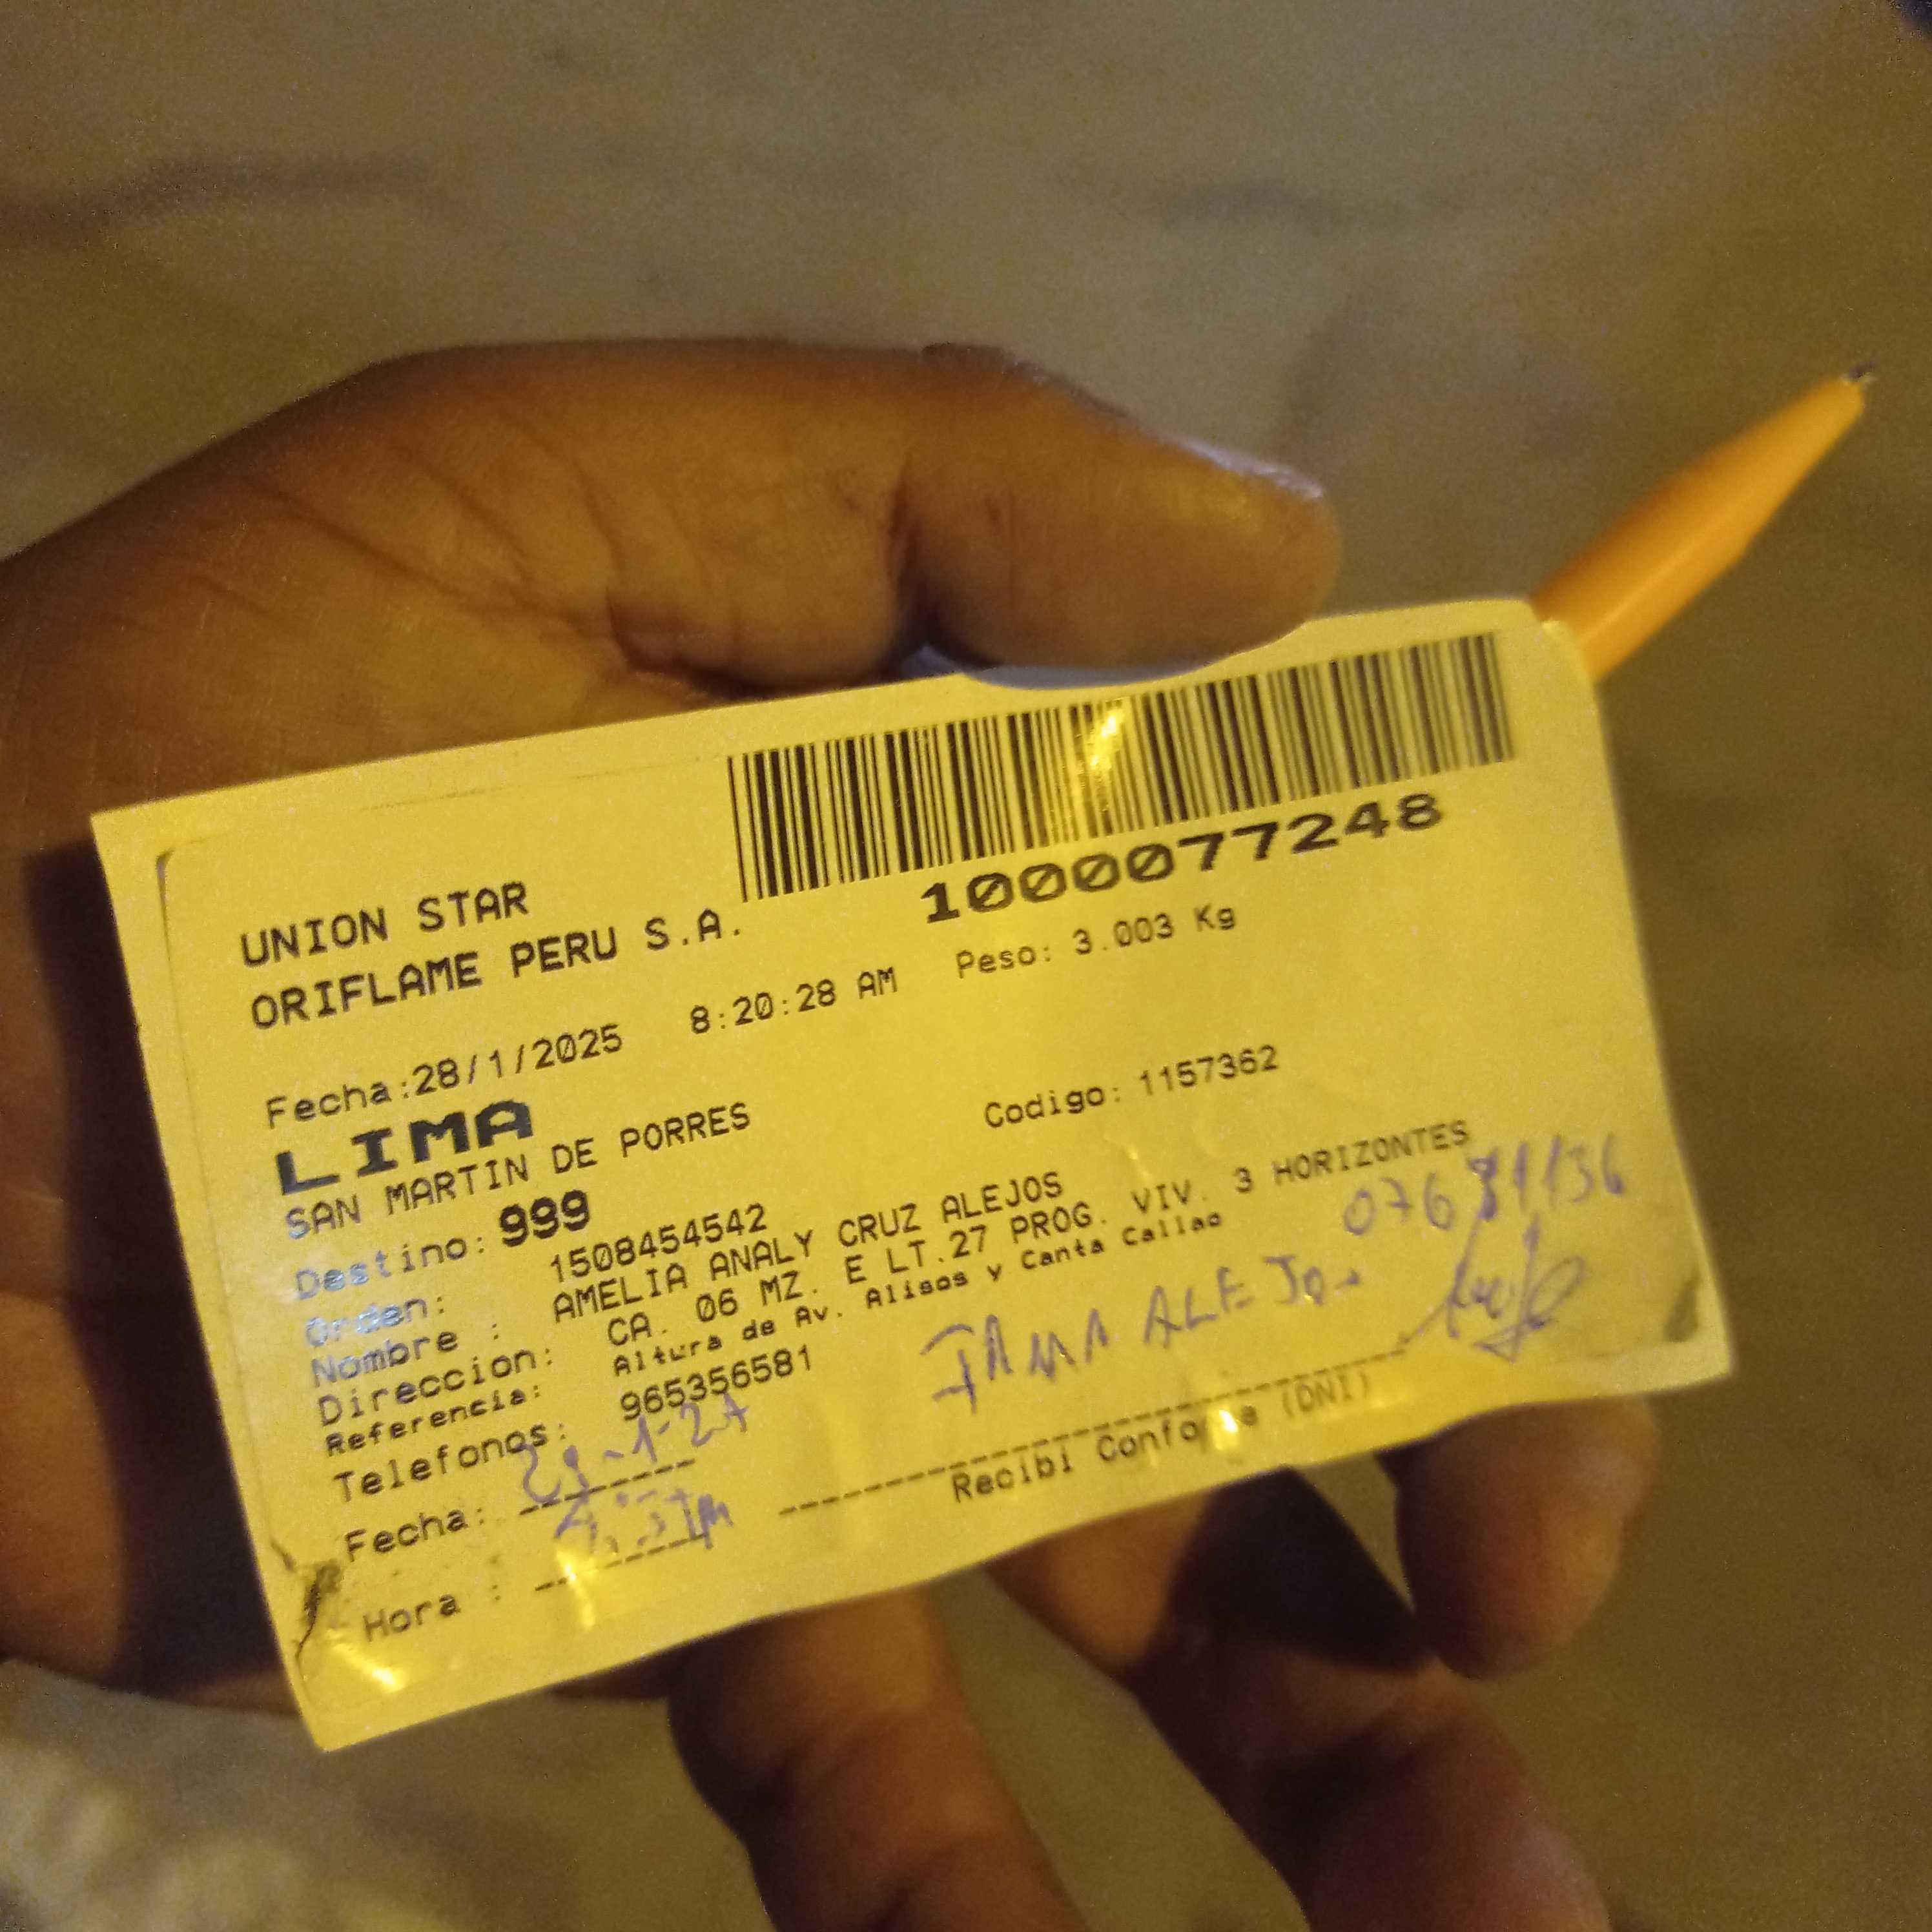 1000077248
UNION STAR
ORIFLAME PERU S.A.
Fecha:28/1/2025 8:20:28 AM Peso: 3.003 Kg
LIMA
SAN MARTIN DE PORRES Codigo: 1157362
Destino: 999
Orden: 1508454542
Nombre : AMELIA ANALY CRUZ ALEJOS
Direccion: CA. 06 MZ. E LT.27 PROG. VIV. 3 HORIZONTES
Referencia: Altura de Av. Alisos y Canta Callao
Telefonos: 965356581
ALEJO
Fecha:
Hora :
Recibi Conforme (DNI)